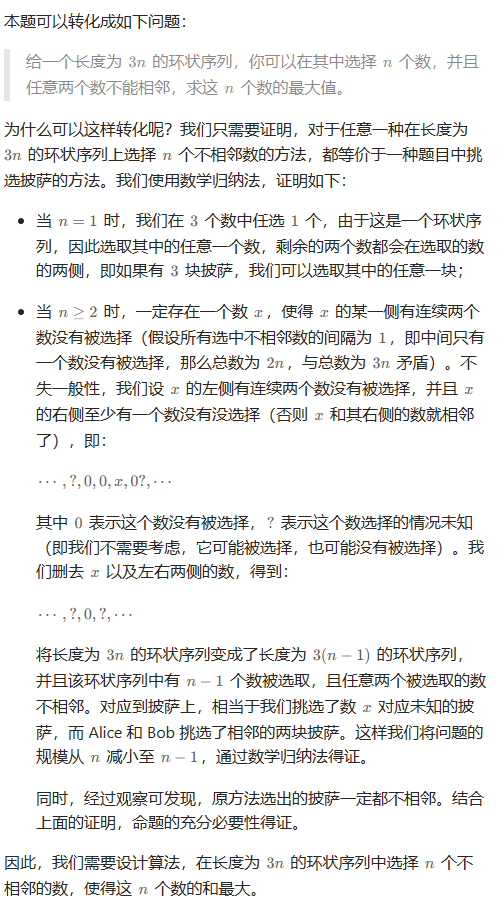 本题可以转化成如下问题：
给一个长度为 3n 的环状序列，你可以在其中选择 n 个数，并且
任意两个数不能相邻，求这 n 个数的最大值。
为什么可以这样转化呢？我们只需要证明，对于任意一种在长度为
3n 的环状序列上选择 n 个不相邻数的方法，都等价于一种题目中挑
选披萨的方法。我们使用数学归纳法，证明如下：
• 当 n = 1 时，我们在 3 个数中任选 1 个，由于这是一个环状序
列，因此选取其中的任意一个数，剩余的两个数都会在选取的数
的两侧，即如果有 3 块披萨，我们可以选取其中的任意一块；
• 当 n ≥ 2 时，一定存在一个数 x，使得 x 的某一侧有连续两个
数没有被选择（假设所有选中不相邻数的间隔为 1，即中间只有
一个数没有被选择，那么总数为 2n，与总数为 3n 矛盾）。不
失一般性，我们设 x 的左侧有连续两个数没有被选择，并且 x
的右侧至少有一个数没有没选择（否则 x 和其右侧的数就相邻
了），即：
⋯ , ?, 0, 0, x, 0?, ⋯
其中 0 表示这个数没有被选择，? 表示这个数选择的情况未知
（即我们不需要考虑，它可能被选择，也可能没有被选择）。我
们删去 x 以及左右两侧的数，得到：
⋯ , ?, 0, ?, ⋯
将长度为 3n 的环状序列变成了长度为 3(n − 1) 的环状序列，
并且该环状序列中有 n − 1 个数被选取，且任意两个被选取的数
不相邻。对应到披萨上，相当于我们挑选了数 x 对应未知的披
萨，而 Alice 和 Bob 挑选了相邻的两块披萨。这样我们将问题的
规模从 n 减小至 n − 1，通过数学归纳法得证。
同时，经过观察可发现，原方法选出的披萨一定都不相邻。结合
上面的证明，命题的充分必要性得证。
因此，我们需要设计算法，在长度为 3n 的环状序列中选择 n 个不
相邻的数，使得这 n 个数的和最大。